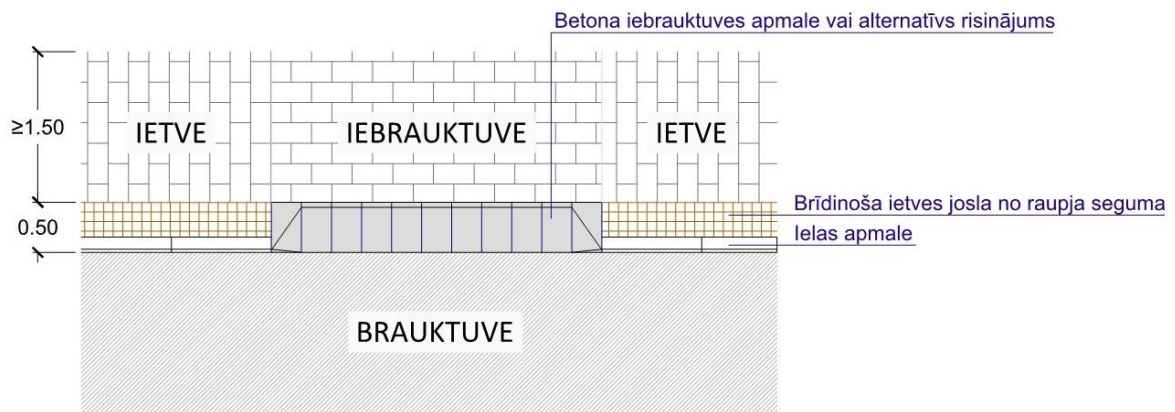 Betona iebrauktuves apmale vai alternatīvs risinājums
≥1.50
IETVE
IEBRAUKTUVE
IETVE
Brīdinoša ietves josla no raupja seguma
0.50
Ielas apmale
BRAUKTUVE